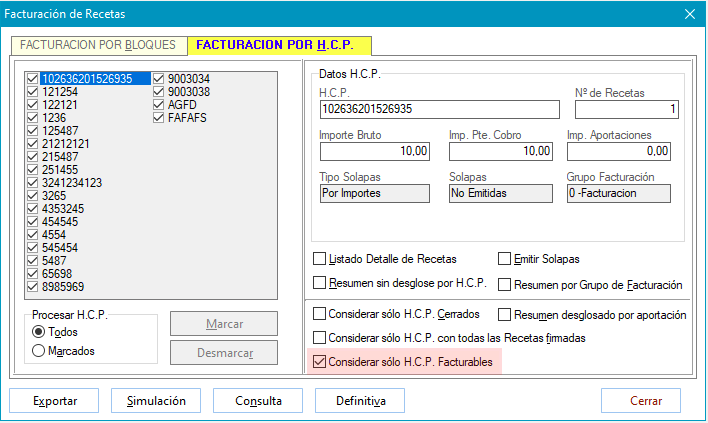 Facturación de Recetas
FACTURACION POR BLOQUES
FACTURACION POR H.C.P.
102636201526935
121254
122121
1236
125487
21212121
215487
251455
3241234123
3265
4353245
454545
4554
545454
5487
65698
8985969
9003034
9003038
AGFD
FAFAFS
Procesar H.C.P.
Todos
Marcados
Marcar
Desmarcar
Datos H.C.P.
H.C.P. Nº de Recetas
102636201526935 1
Importe Bruto Imp. Pte. Cobro Imp. Aportaciones
10,00 10,00 0,00
Tipo Solapas Solapas Grupo Facturación
Por Importes No Emitidas 0 -Facturacion
Listado Detalle de Recetas Emitir Solapas
Resumen sin desglose por H.C.P. Resumen por Grupo de Facturación
Considerar sólo H.C.P. Cerrados Resumen desglosado por aportación
Considerar sólo H.C.P. con todas las Recetas firmadas
Considerar sólo H.C.P. Facturables
Exportar Simulación Consulta Definitiva Cerrar